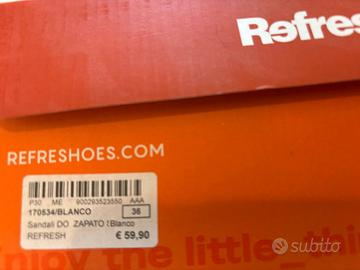 Refres
REFRESHOES.COM
P30 ME 900293523550 AAA
170534/BLANCO 36
Sandali DO ZAPATO Blanco
REFRESH € 59,90
Enjoy the little thi
subito